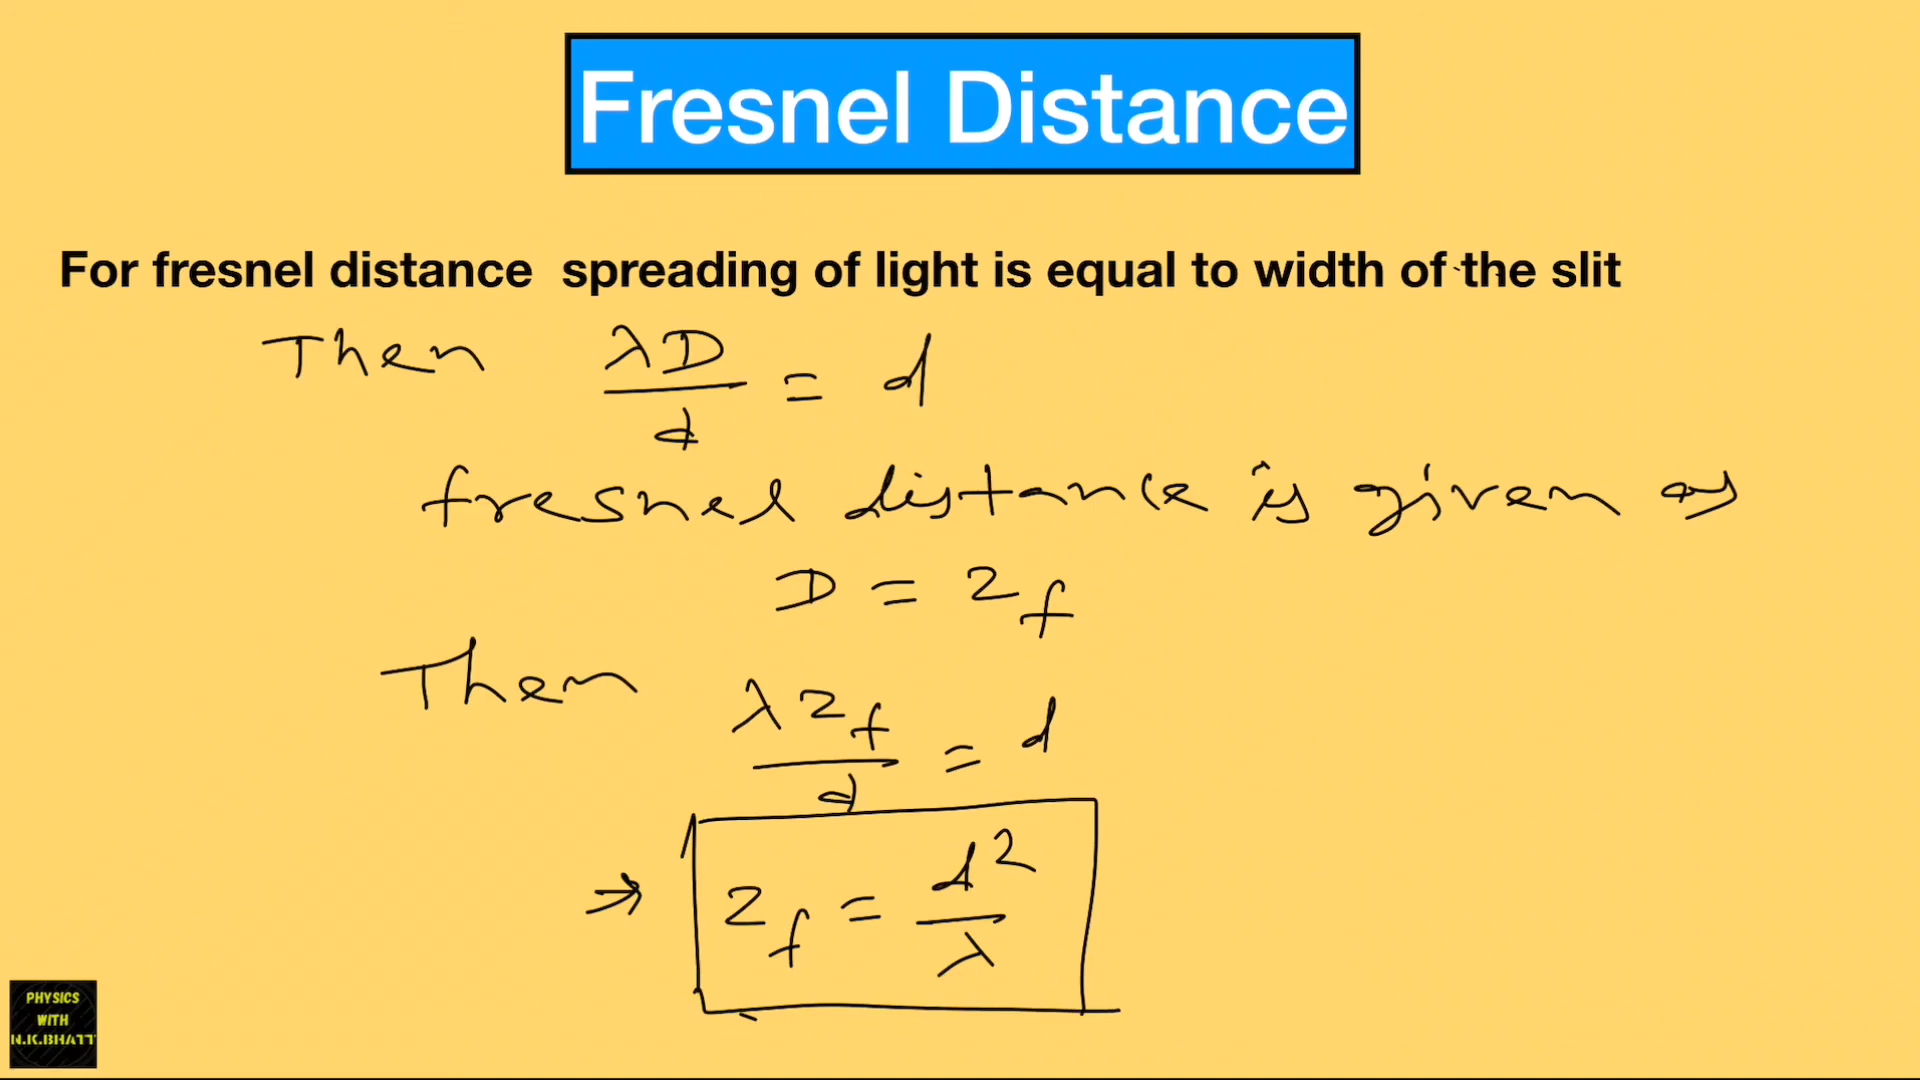 Fresnel Distance
For fresnel distance spreading of light is equal to width of the slit
Then λD/d = d
fresnel distance is given as
D = Z_f
Then λZ_f/d = d
⇒ Z_f = d²/λ
PHYSICS
WITH
N.K.BHATT